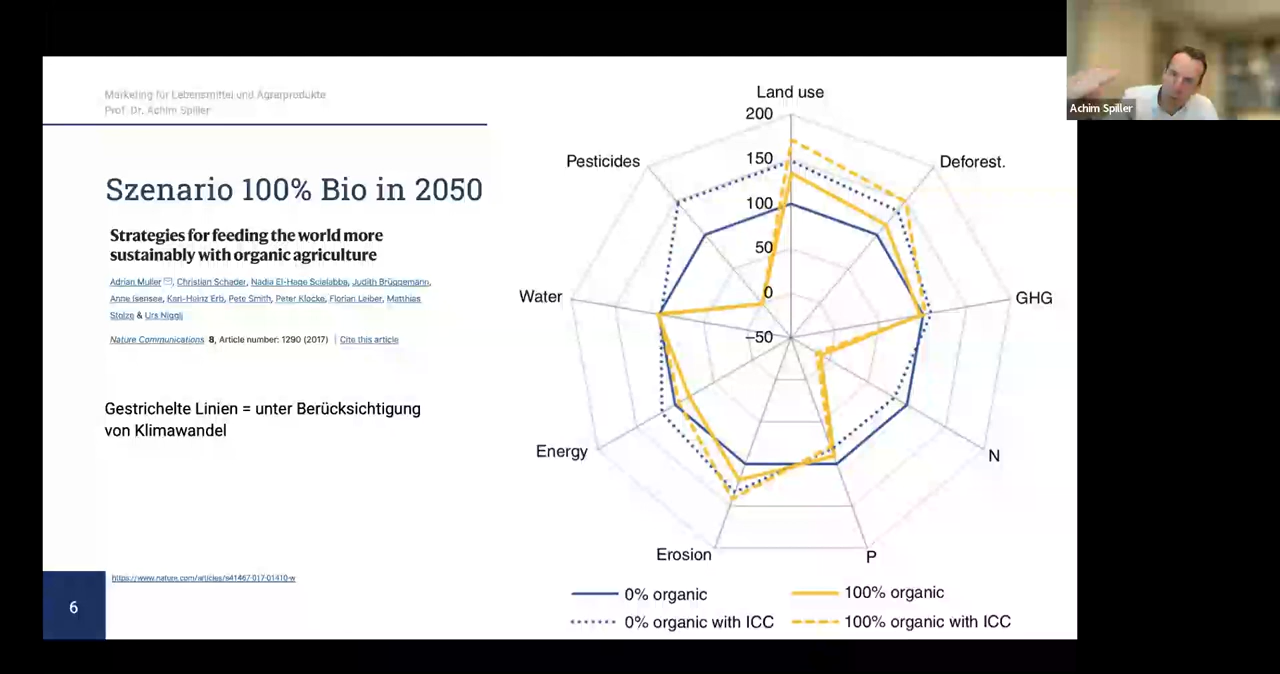 Marketing für Lebensmittel und Agrarprodukte
Prof. Dr. Achim Spiller
Szenario 100% Bio in 2050
Strategies for feeding the world more
sustainably with organic agriculture
Adrian Muller, Christian Schader, Nadia El-Hage Scialabba, Judith Brüggemann,
Anne Isensee, Karl-Heinz Erb, Pete Smith, Peter Klocke, Florian Leiber, Matthias
Stolze & Urs Niggli
Nature Communications 8, Article number: 1290 (2017) | Cite this article
Gestrichelte Linien = unter Berücksichtigung
von Klimawandel
https://www.nature.com/articles/s41467-017-01410-w
6
Land use
200
150
100
50
0
–50
Pesticides
Deforest.
Water
GHG
Energy
N
Erosion
P
0% organic
100% organic
0% organic with ICC
100% organic with ICC
Achim Spiller